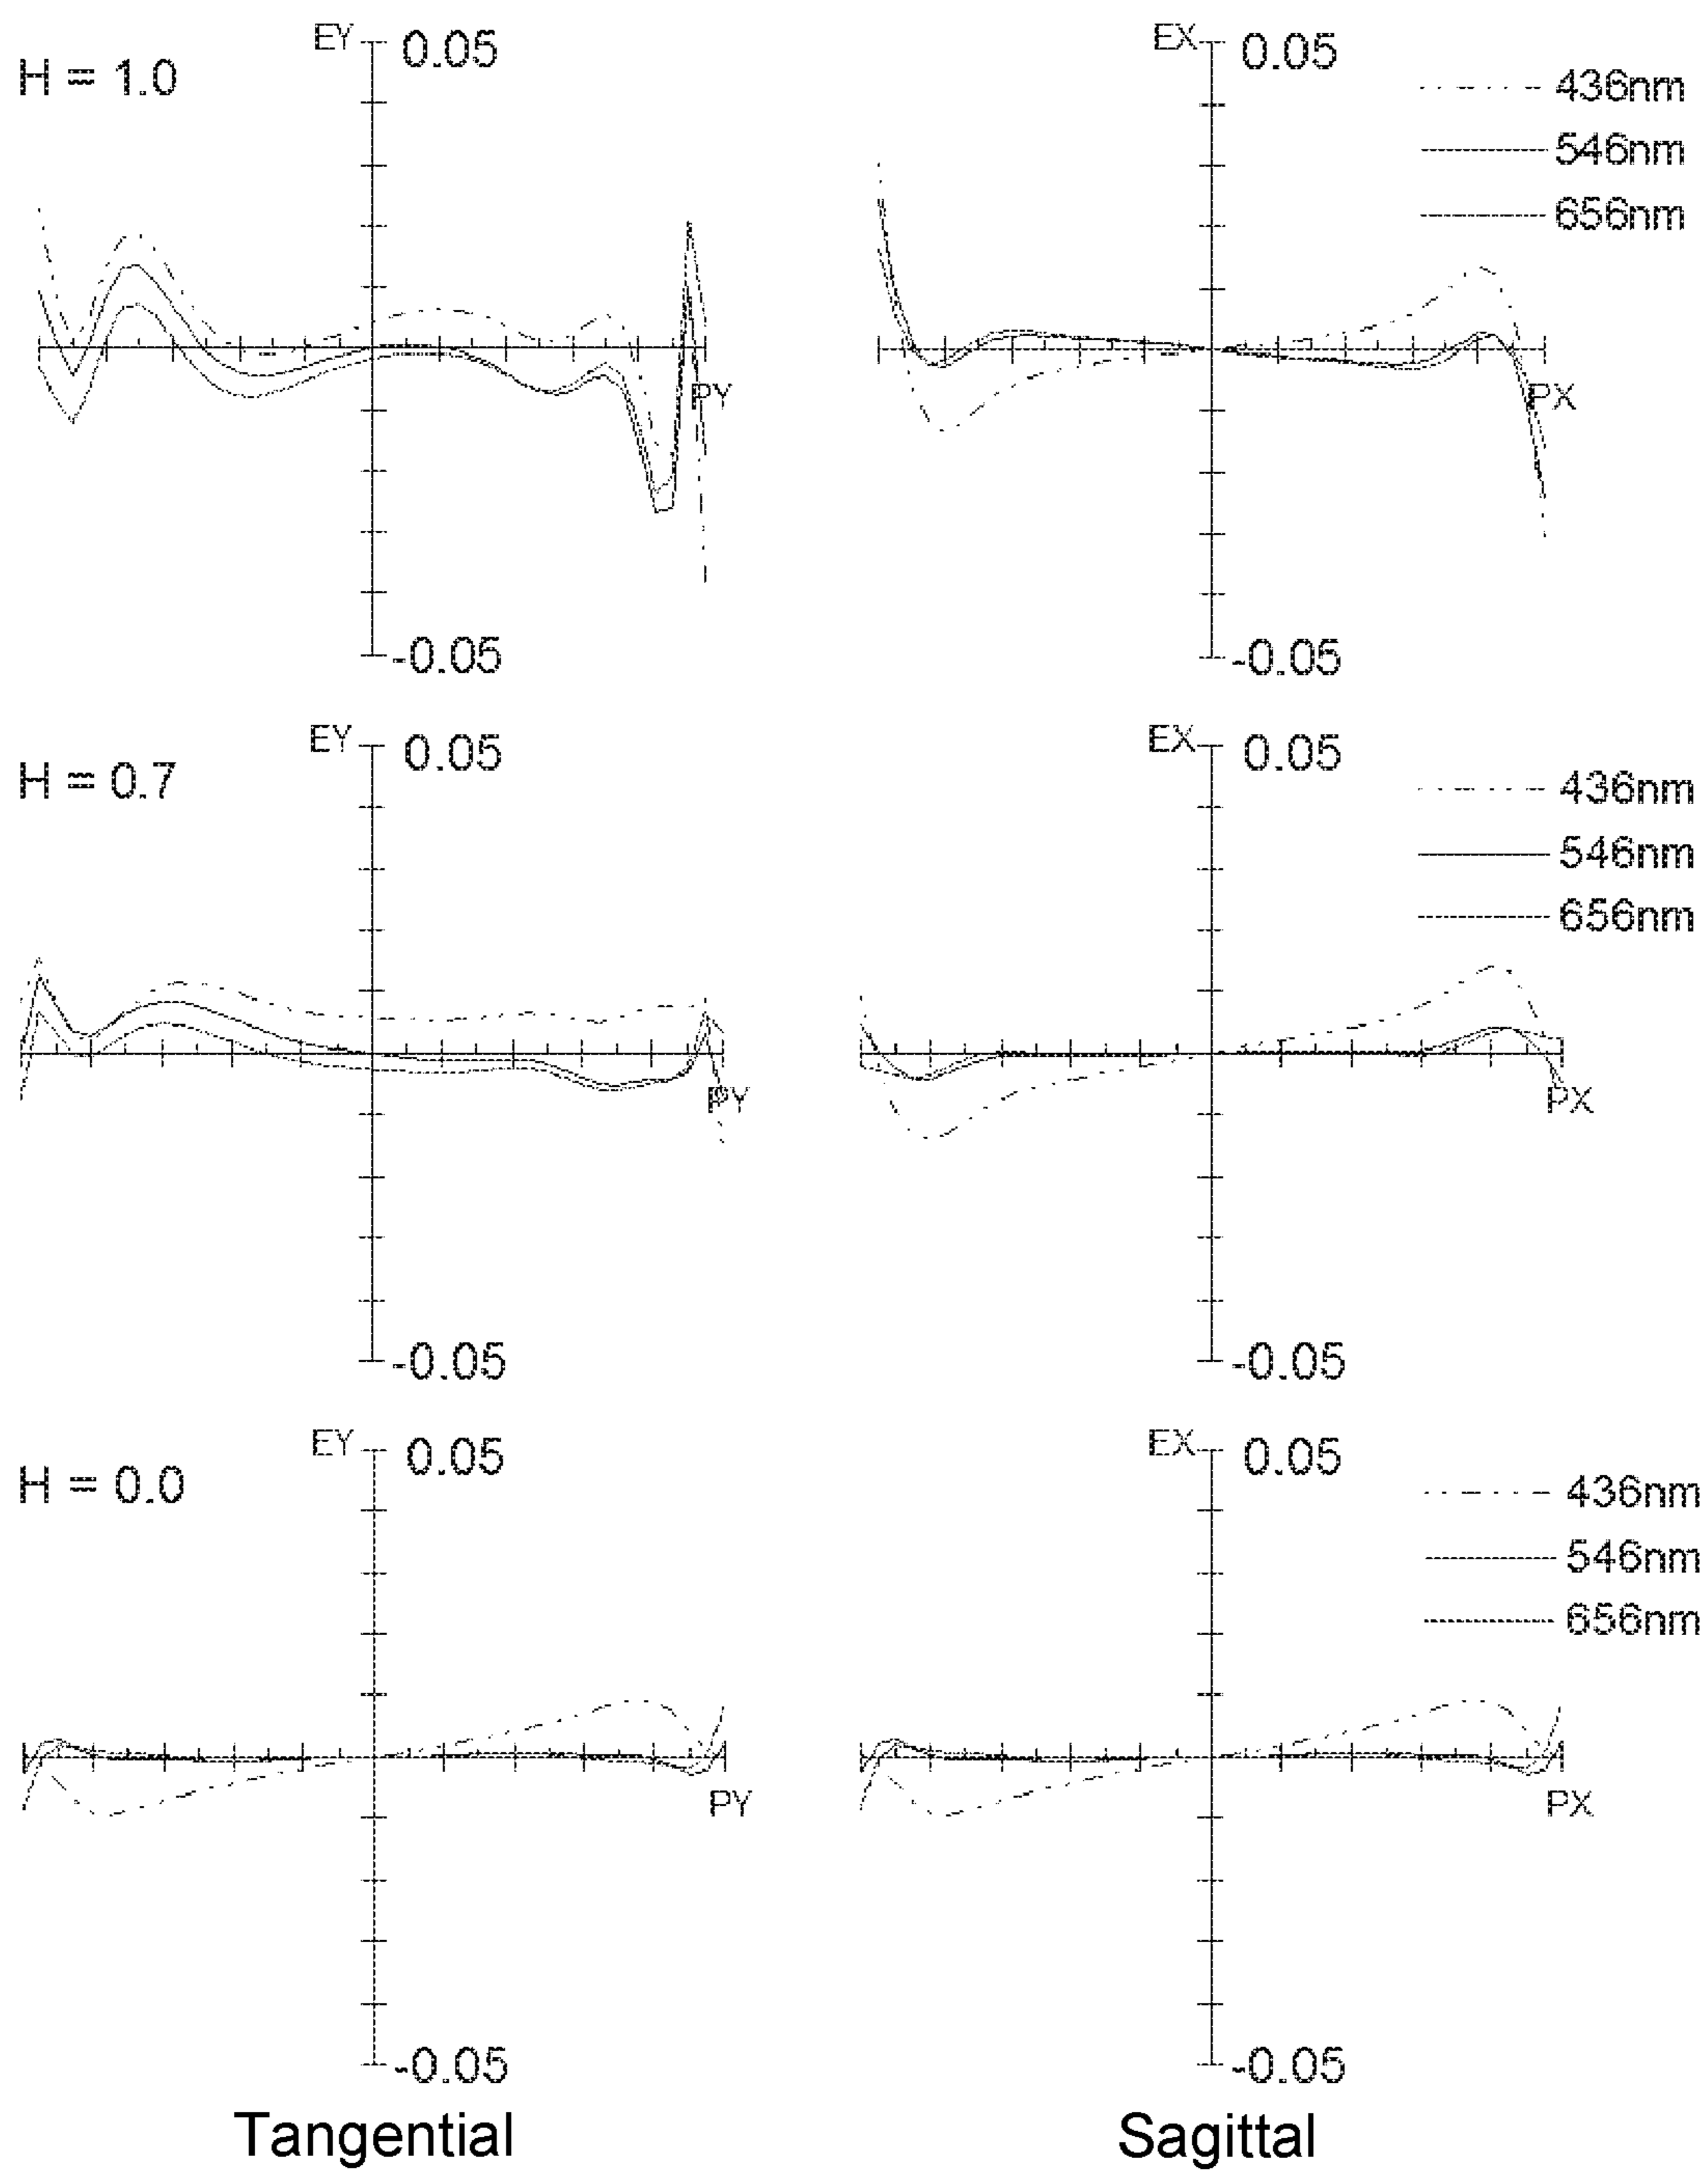 EY 0.05
EX 0.05
H = 1.0
436nm
546nm
656nm
PY
PX
-0.05
-0.05
EY 0.05
EX 0.05
H = 0.7
436nm
546nm
656nm
PY
PX
-0.05
-0.05
EY 0.05
EX 0.05
H = 0.0
436nm
546nm
656nm
PY
PX
-0.05
-0.05
Tangential
Sagittal